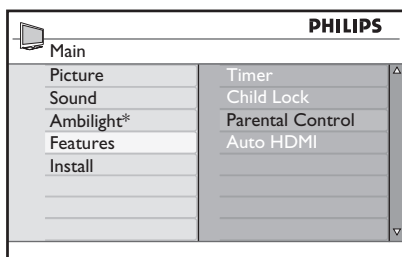 PHILIPS
Main
Picture
Sound
Ambilight*
Features
Install
Timer
Child Lock
Parental Control
Auto HDMI